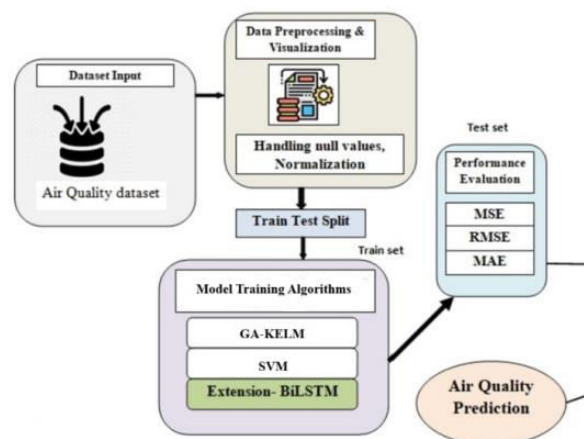 Dataset Input
Air Quality dataset
Data Preprocessing &
Visualization
Handling null values,
Normalization
Train Test Split
Train set
Model Training Algorithms
GA-KELM
SVM
Extension- BiLSTM
Test set
Performance
Evaluation
MSE
RMSE
MAE
Air Quality
Prediction